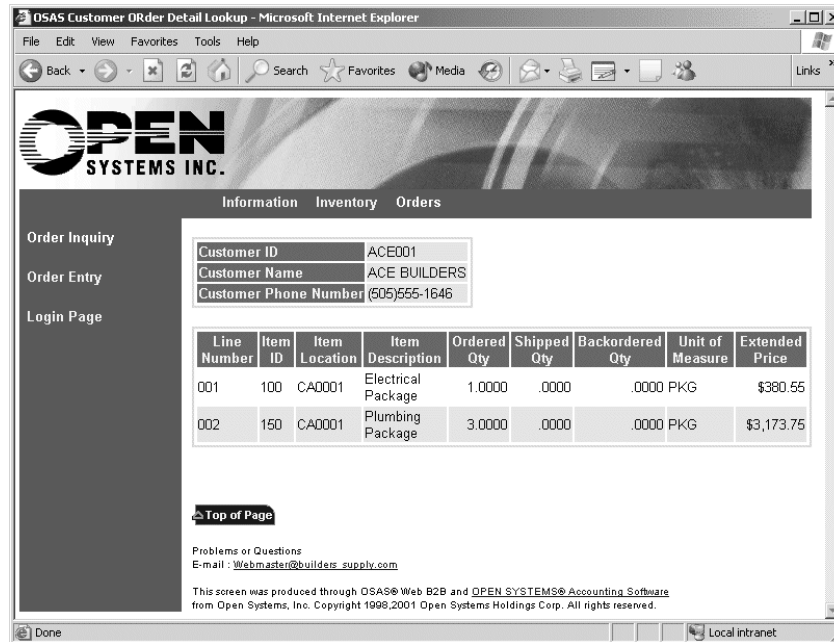 OSAS Customer ORder Detail Lookup - Microsoft Internet Explorer
File Edit View Favorites Tools Help
Back Search Favorites Media Links
OPEN
SYSTEMS INC.
Information Inventory Orders
Order Inquiry
Order Entry
Login Page
Customer ID ACE001
Customer Name ACE BUILDERS
Customer Phone Number (505)555-1646
Line Number Item ID Item Location Item Description Ordered Qty Shipped Qty Backordered Qty Unit of Measure Extended Price
001 100 CA0001 Electrical Package 1.0000 .0000 .0000 PKG $380.55
002 150 CA0001 Plumbing Package 3.0000 .0000 .0000 PKG $3,173.75
Top of Page
Problems or Questions
E-mail : Webmaster@builders_supply.com
This screen was produced through OSAS® Web B2B and OPEN SYSTEMS® Accounting Software
from Open Systems, Inc. Copyright 1998,2001 Open Systems Holdings Corp. All rights reserved.
Done Local intranet